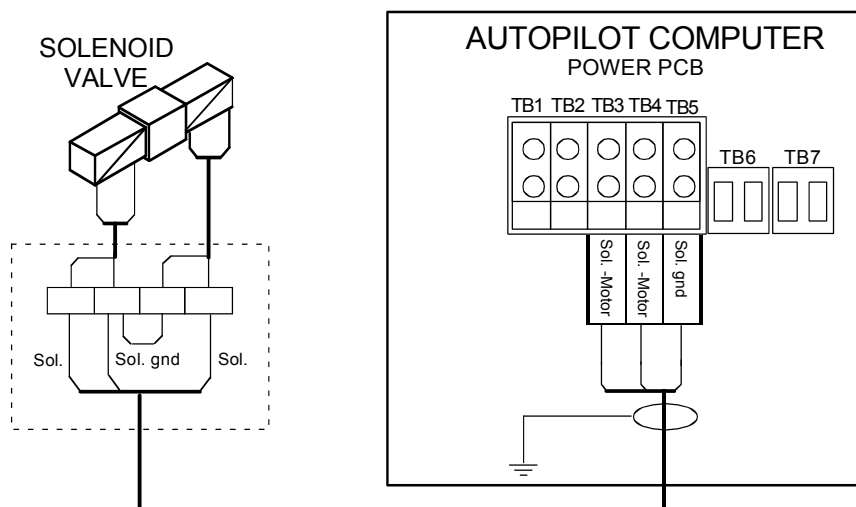 SOLENOID
VALVE
Sol.
Sol. gnd
Sol.
AUTOPILOT COMPUTER
POWER PCB
TB1
TB2
TB3
TB4
TB5
TB6
TB7
Sol. -Motor
Sol. -Motor
Sol. gnd